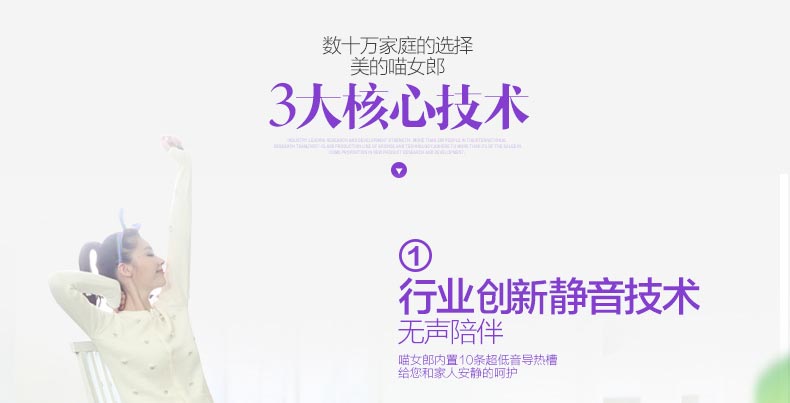 数十万家庭的选择
美的喵女郎
3大核心技术
①
行业创新静音技术
无声陪伴
喵女郎内置10条超低音导热槽
给您和家人安静的呵护